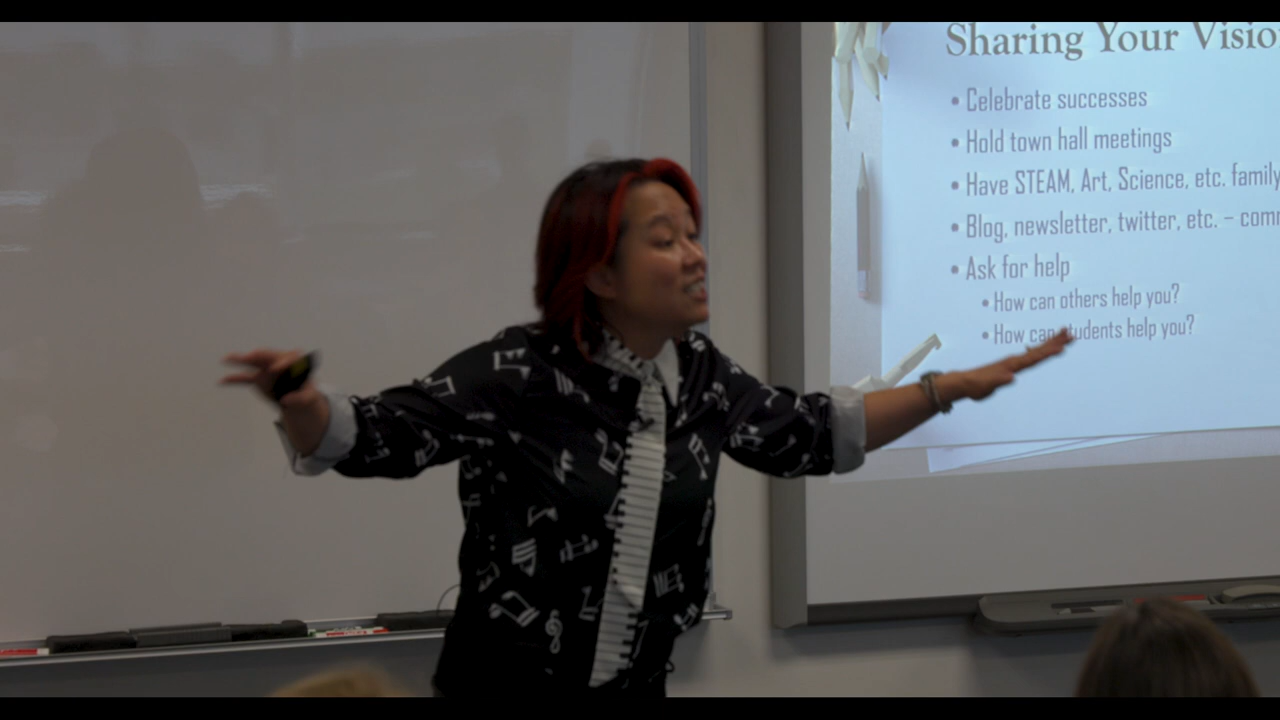 Sharing Your Visio
• Celebrate successes
• Hold town hall meetings
• Have STEAM, Art, Science, etc. family
• Blog, newsletter, twitter, etc. – com
• Ask for help
• How can others help you?
• How can students help you?